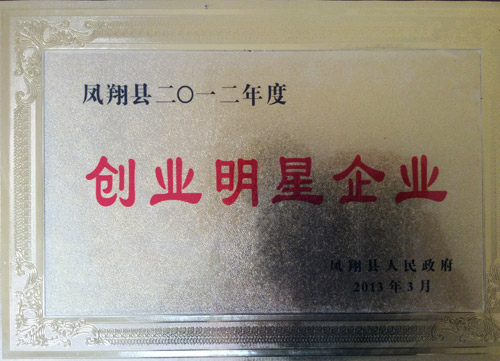 凤翔县二〇一二年度
创业明星企业
凤翔县人民政府
2013年3月